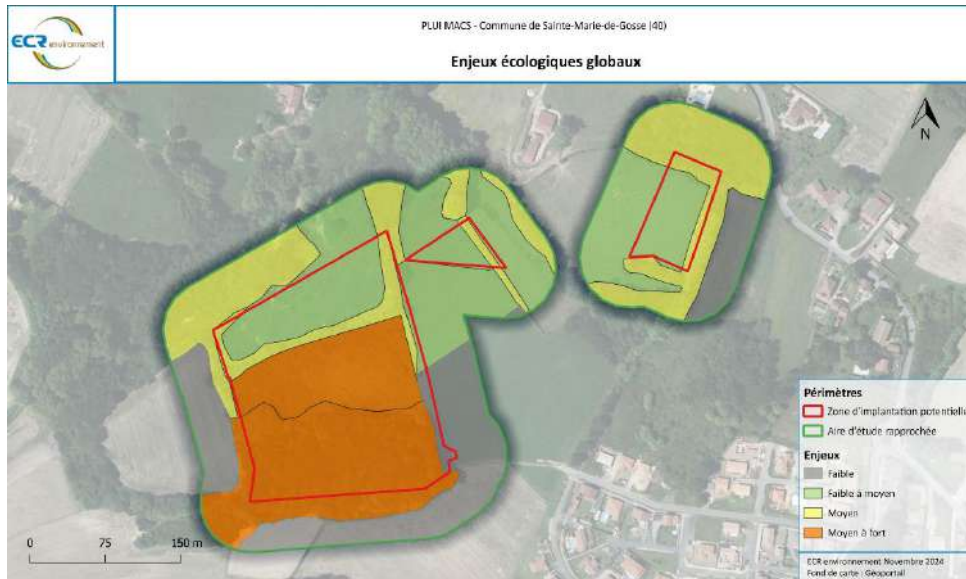 ECR environnement
PLUI MACS - Commune de Sainte-Marie-de-Gosse (40)
Enjeux écologiques globaux
N
Périmètres
Zone d'implantation potentielle
Aire d'étude rapprochée
Enjeux
Faible
Faible à moyen
Moyen
Moyen à fort
0 75 150 m
ECR environnement Novembre 2024
Fond de carte : Géoportail